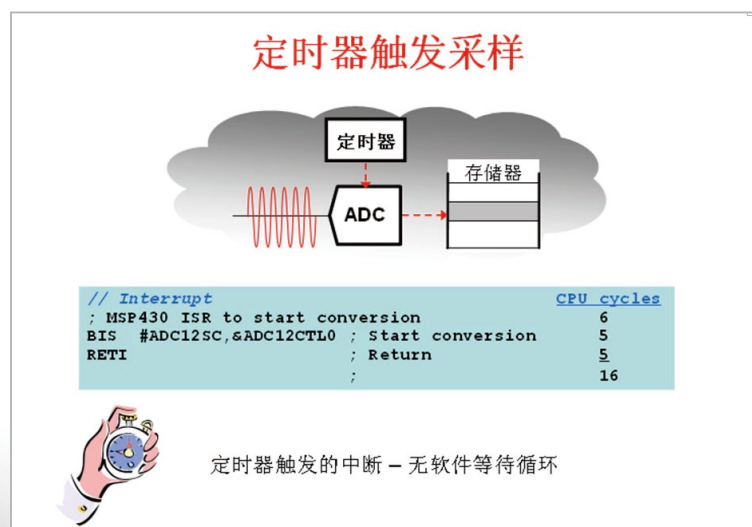 定时器触发采样
定时器
存储器
ADC
// Interrupt CPU cycles
; MSP430 ISR to start conversion 6
BIS #ADC12SC,&ADC12CTL0 ; Start conversion 5
RETI ; Return 5
; 16
定时器触发的中断 – 无软件等待循环